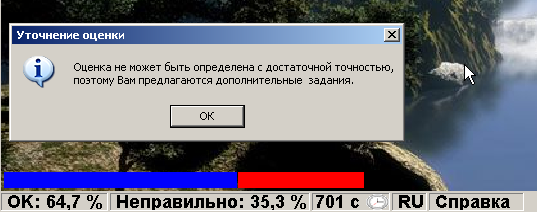 Уточнение оценки
Оценка не может быть определена с достаточной точностью,
поэтому Вам предлагаются дополнительные задания.
OK
OK: 64,7 % Неправильно: 35,3 % 701 с RU Справка